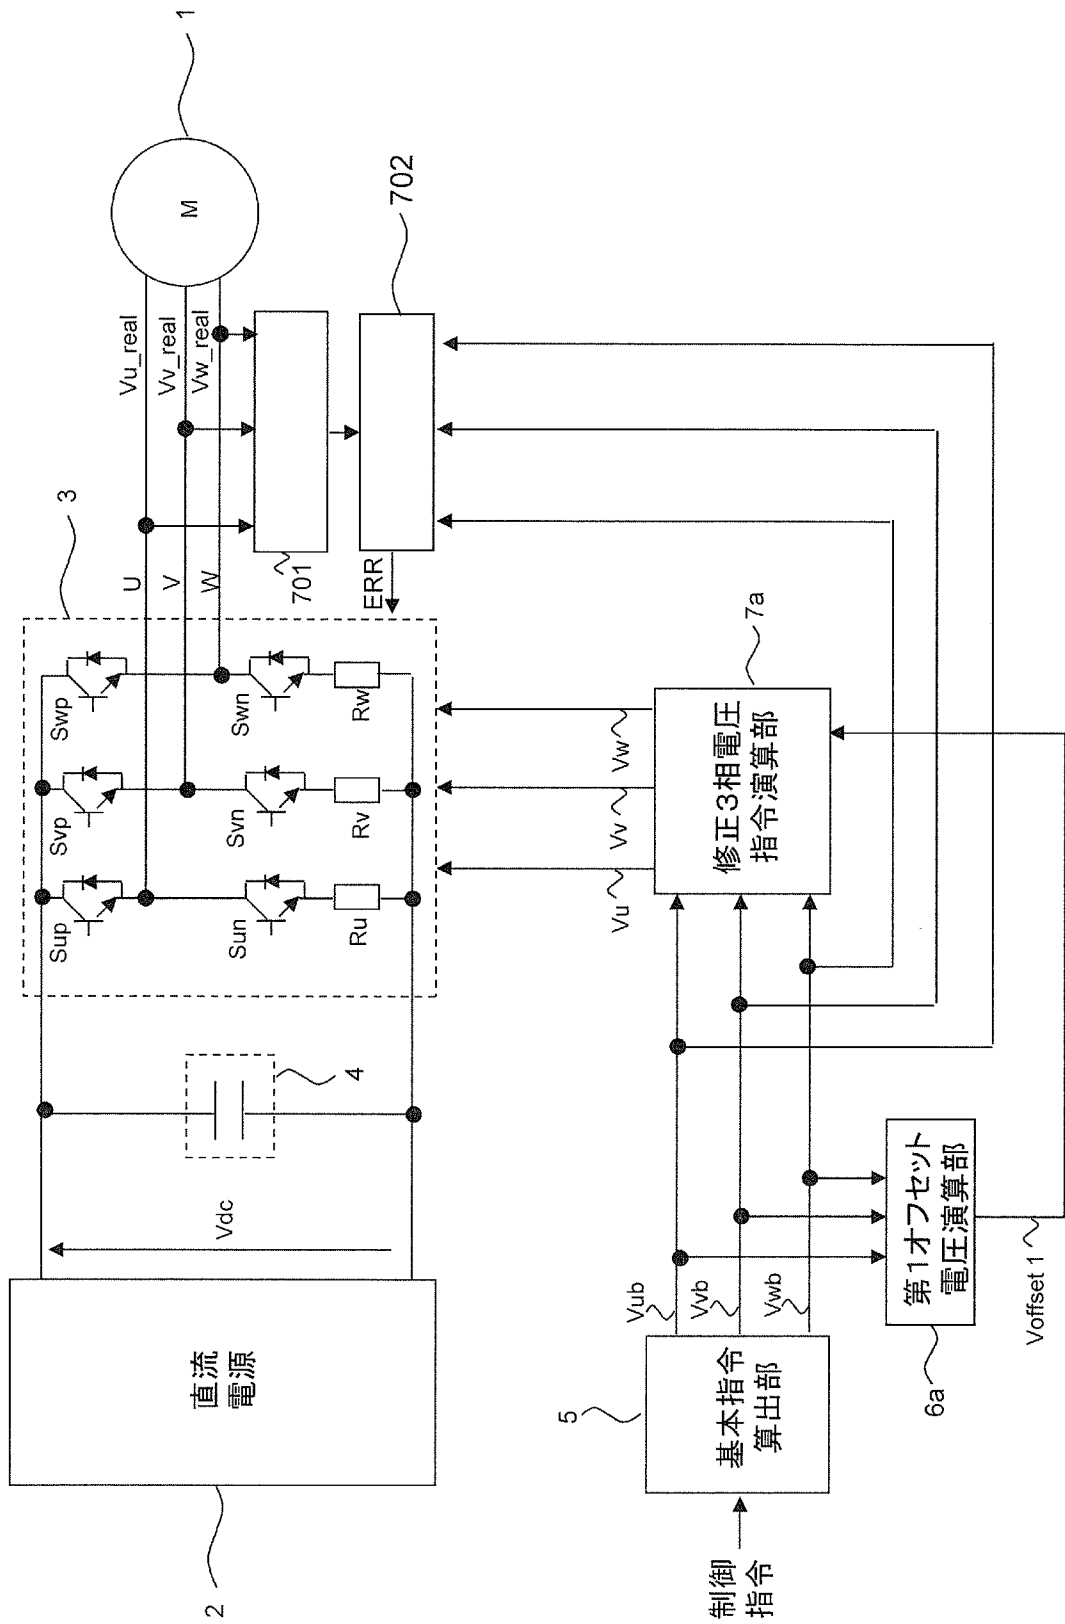 1
2
直流
電源
Vdc
4
3
Sup
Svp
Swp
Sun
Svn
Swn
Ru
Rv
Rw
U
V
W
Vu_real
Vv_real
Vw_real
M
701
702
ERR
Vu
Vv
Vw
制御
指令
5
基本指令
算出部
Vub
Vvb
Vwb
第1オフセット
電圧演算部
6a
Voffset 1
修正3相電圧
指令演算部
7a